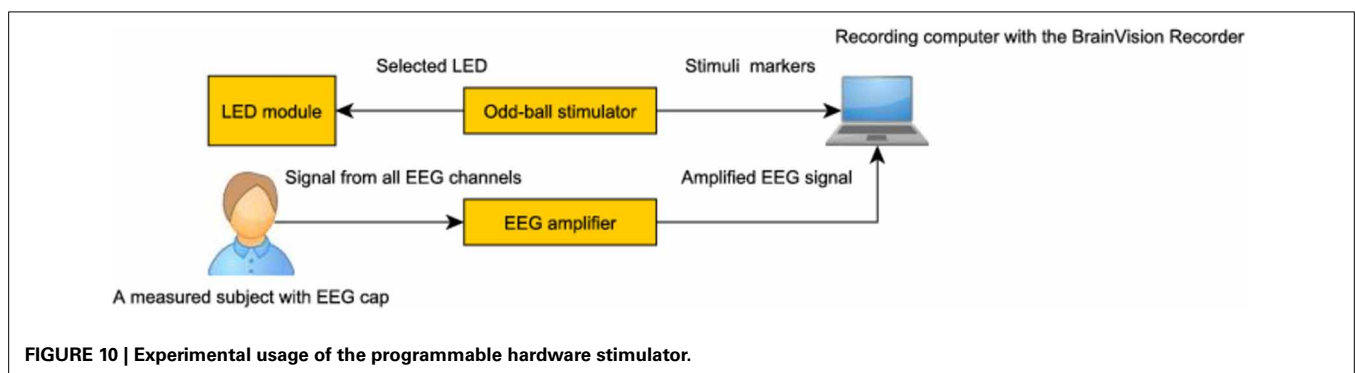 Recording computer with the BrainVision Recorder
Selected LED
Stimuli markers
LED module
Odd-ball stimulator
Signal from all EEG channels
Amplified EEG signal
EEG amplifier
A measured subject with EEG cap
FIGURE 10 | Experimental usage of the programmable hardware stimulator.